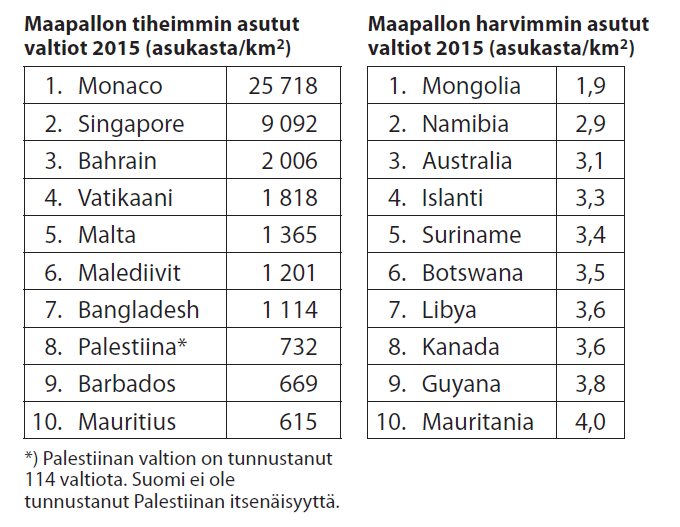 Maapallon tiheimmin asutut
valtiot 2015 (asukasta/km²)
1. Monaco 25 718
2. Singapore 9 092
3. Bahrain 2 006
4. Vatikaani 1 818
5. Malta 1 365
6. Malediivit 1 201
7. Bangladesh 1 114
8. Palestiina* 732
9. Barbados 669
10. Mauritius 615
*) Palestiinan valtion on tunnustanut
114 valtiota. Suomi ei ole
tunnustanut Palestiinan itsenäisyyttä.
Maapallon harvimmin asutut
valtiot 2015 (asukasta/km²)
1. Mongolia 1,9
2. Namibia 2,9
3. Australia 3,1
4. Islanti 3,3
5. Suriname 3,4
6. Botswana 3,5
7. Libya 3,6
8. Kanada 3,6
9. Guyana 3,8
10. Mauritania 4,0